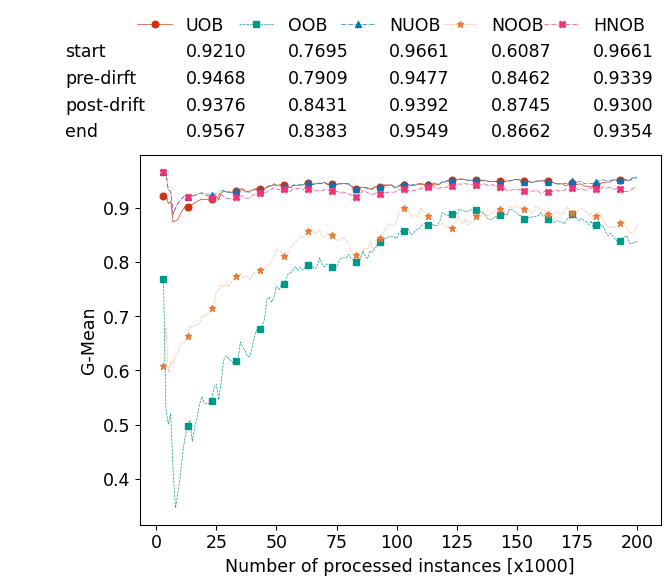 UOB OOB NUOB NOOB HNOB
start 0.9210 0.7695 0.9661 0.6087 0.9661
pre-dirft 0.9468 0.7909 0.9477 0.8462 0.9339
post-drift 0.9376 0.8431 0.9392 0.8745 0.9300
end 0.9567 0.8383 0.9549 0.8662 0.9354
0.9
0.8
0.7
0.6
0.5
0.4
G-Mean
0 25 50 75 100 125 150 175 200
Number of processed instances [x1000]